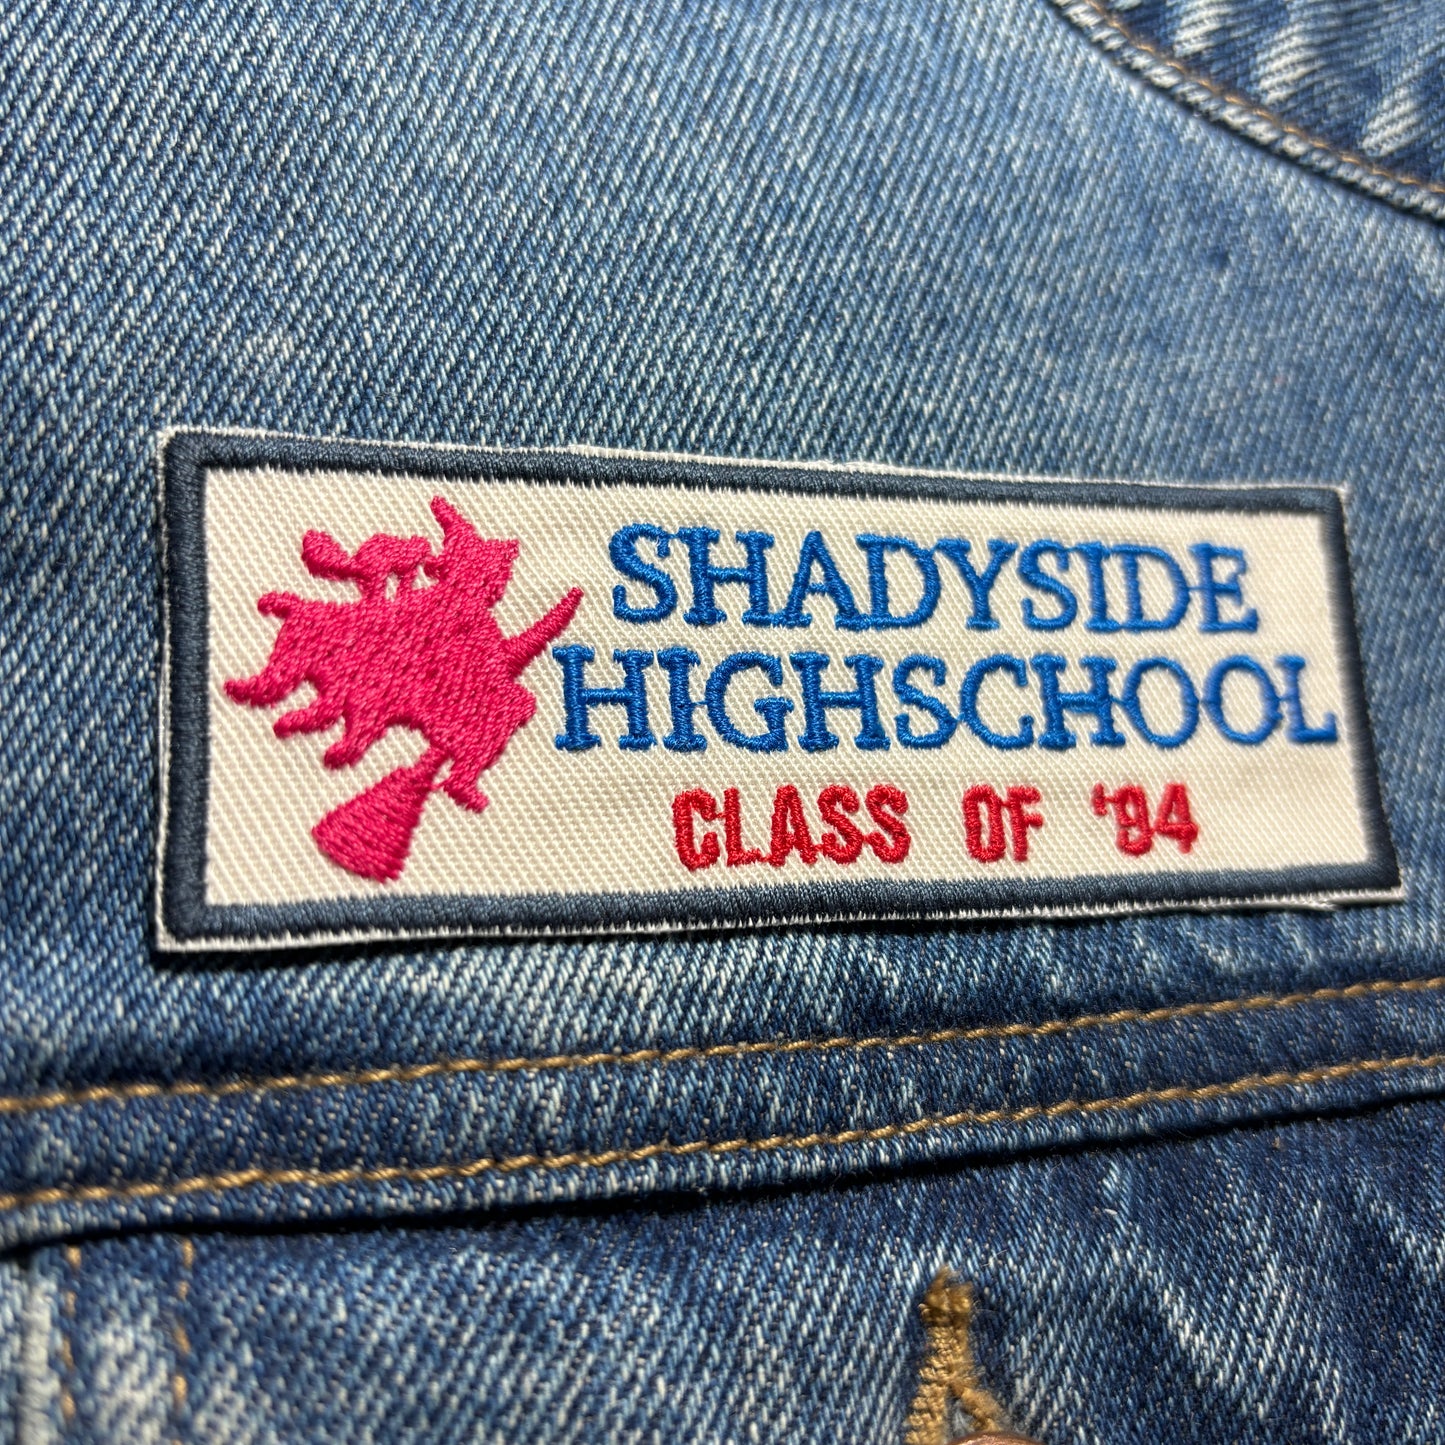 SHADYSIDE
HIGHSCHOOL
CLASS OF '94